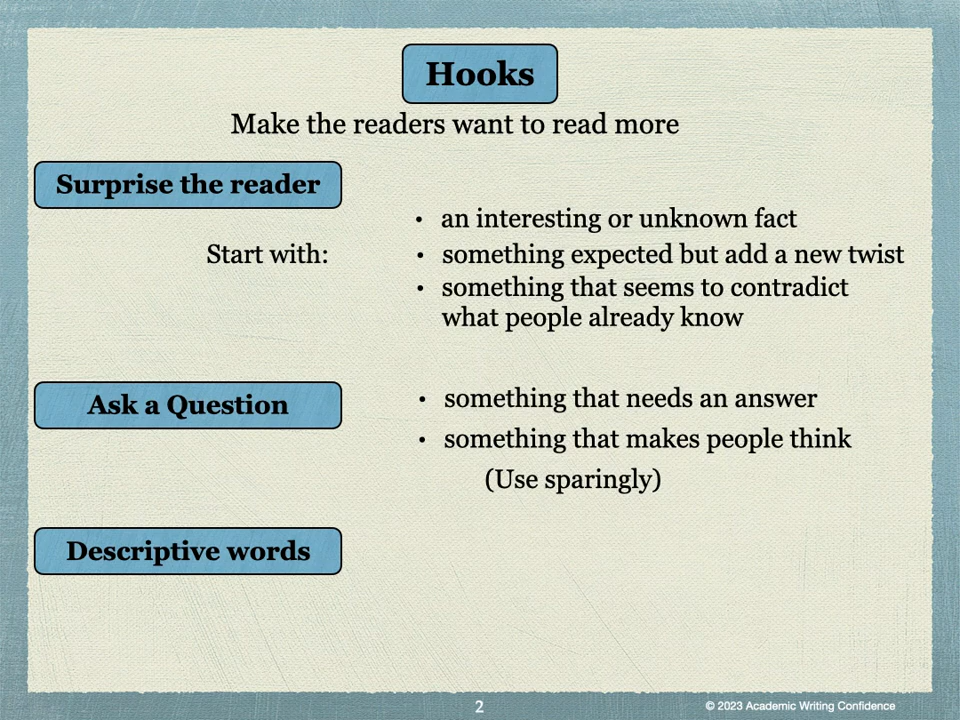 Hooks
Make the readers want to read more
Surprise the reader
Start with:
• an interesting or unknown fact
• something expected but add a new twist
• something that seems to contradict
what people already know
Ask a Question
• something that needs an answer
• something that makes people think
(Use sparingly)
Descriptive words
2
© 2023 Academic Writing Confidence